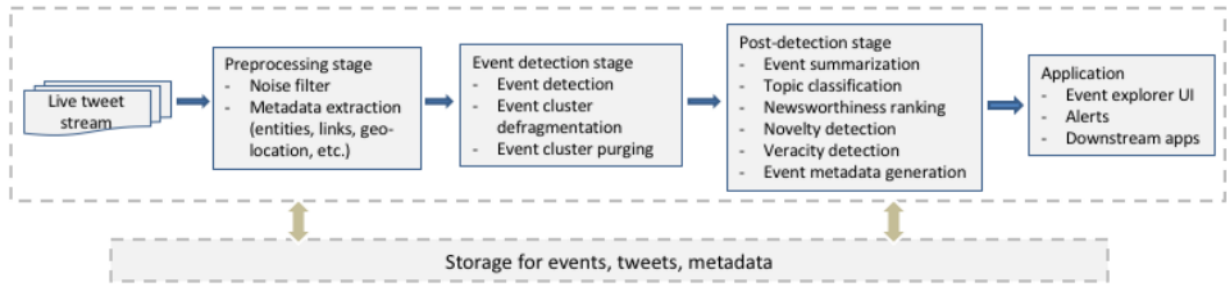 Live tweet
stream
Preprocessing stage
- Noise filter
- Metadata extraction
(entities, links, geo-
location, etc.)
Event detection stage
- Event detection
- Event cluster
defragmentation
- Event cluster purging
Post-detection stage
- Event summarization
- Topic classification
- Newsworthiness ranking
- Novelty detection
- Veracity detection
- Event metadata generation
Application
- Event explorer UI
- Alerts
- Downstream apps
Storage for events, tweets, metadata